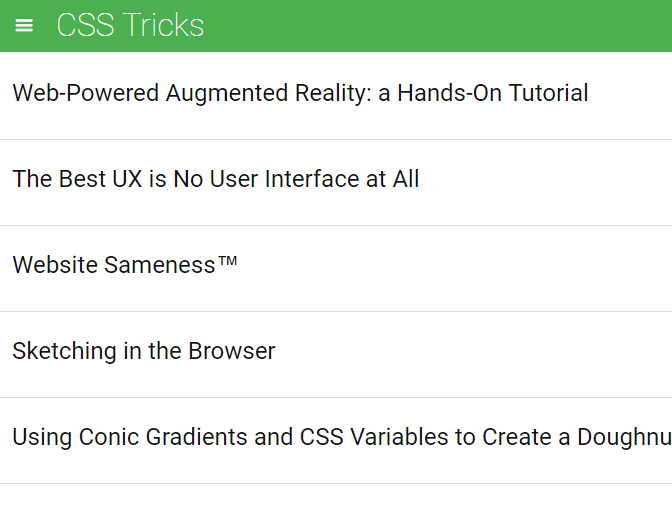 CSS Tricks
Web-Powered Augmented Reality: a Hands-On Tutorial
The Best UX is No User Interface at All
Website Sameness™
Sketching in the Browser
Using Conic Gradients and CSS Variables to Create a Doughnu